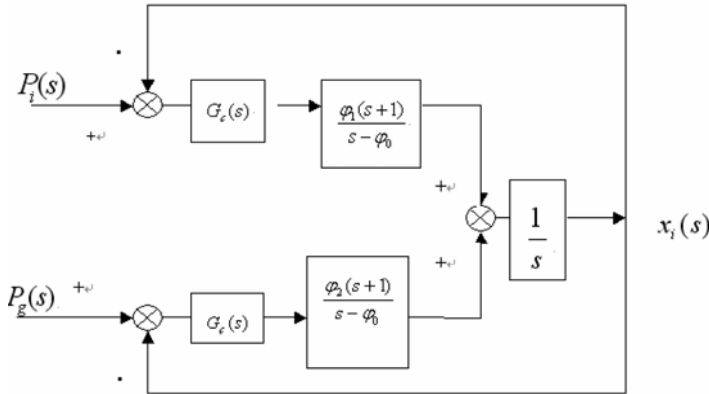 P_i(s)
+↵
G_c(s)
φ_1(s+1)
s-φ_0
+↵
+↵
1
s
x_i(s)
P_g(s)
+↵
G_c(s)
φ_2(s+1)
s-φ_0